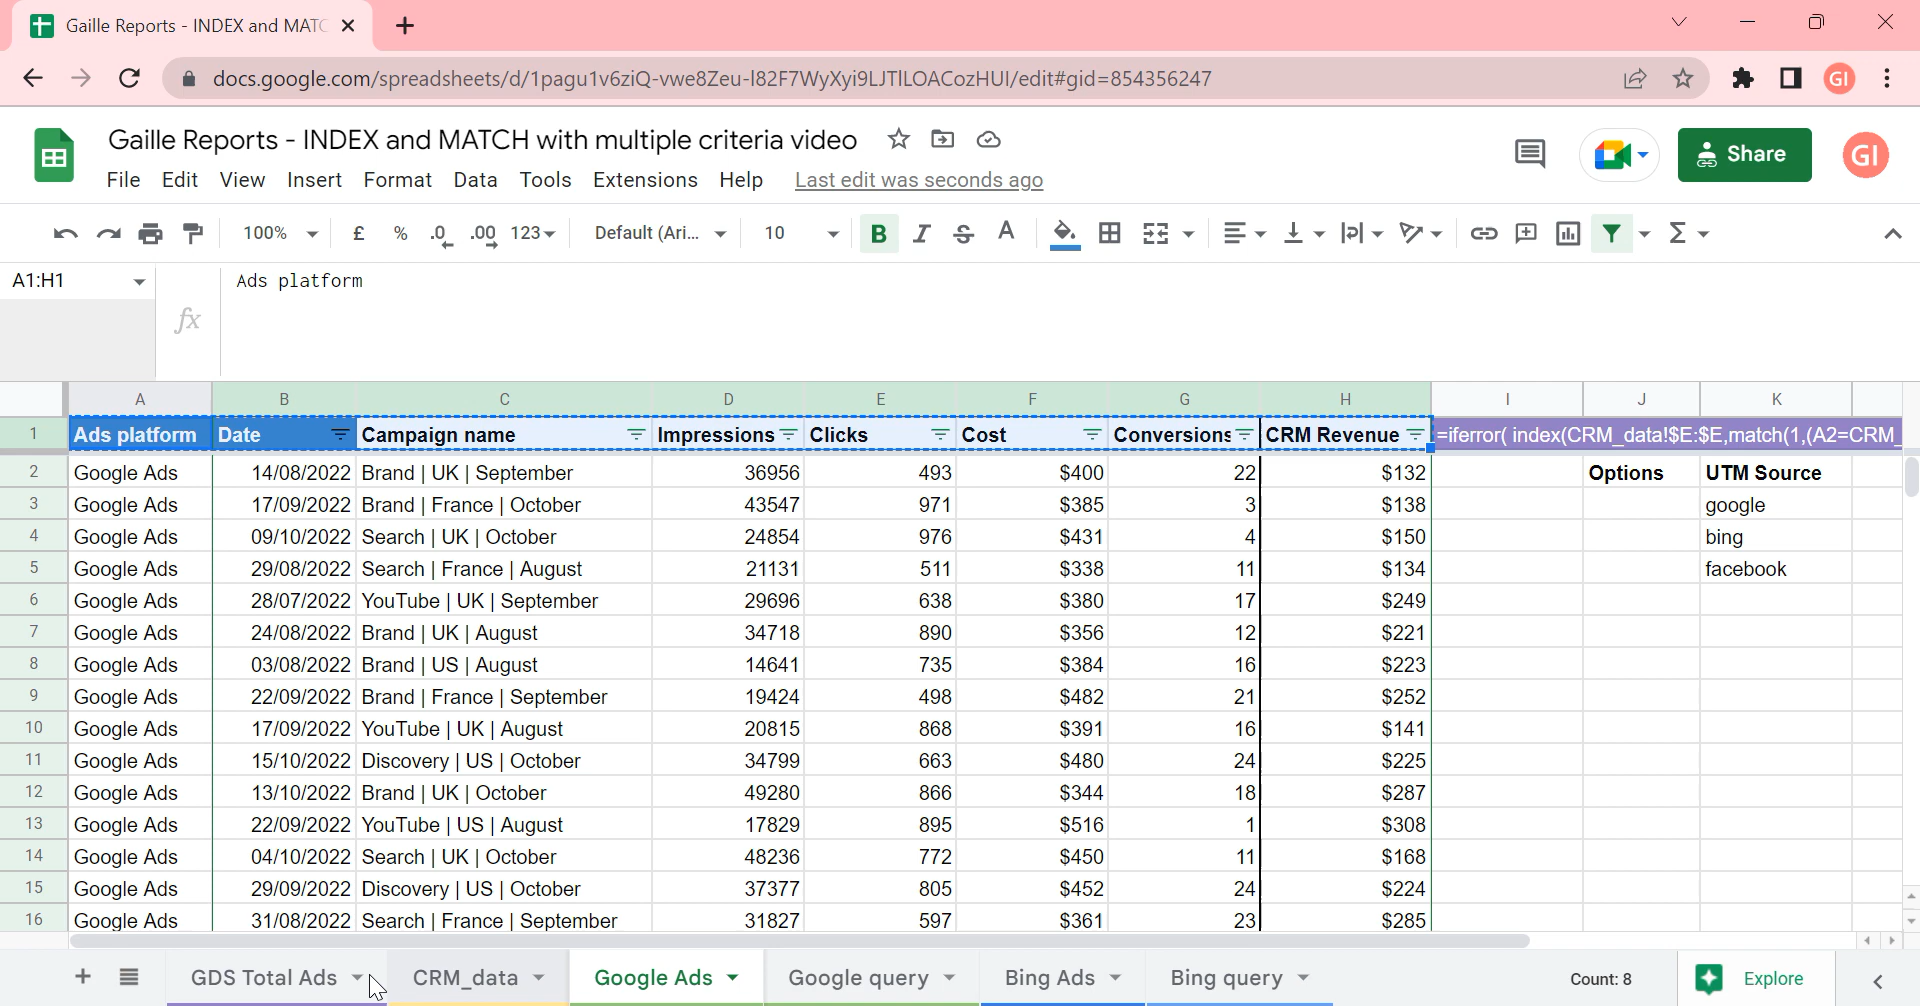 Gaille Reports - INDEX and MATC
docs.google.com/spreadsheets/d/1pagu1v6ziQ-vwe8Zeu-l82F7WyXyi9LJTlLOACozHUI/edit#gid=854356247
GI
Gaille Reports - INDEX and MATCH with multiple criteria video
Share
GI
File Edit View Insert Format Data Tools Extensions Help Last edit was seconds ago
100% £ % .0 .00 123 Default (Ari... 10 B I S A Σ
A1:H1 fx Ads platform
A B C D E F G H I J K
1 Ads platform Date Campaign name Impressions Clicks Cost Conversions CRM Revenue =iferror( index(CRM_data!$E:$E,match(1,(A2=CRM_
2 Google Ads 14/08/2022 Brand | UK | September 36956 493 $400 22 $132 Options UTM Source
3 Google Ads 17/09/2022 Brand | France | October 43547 971 $385 3 $138 google
4 Google Ads 09/10/2022 Search | UK | October 24854 976 $431 4 $150 bing
5 Google Ads 29/08/2022 Search | France | August 21131 511 $338 11 $134 facebook
6 Google Ads 28/07/2022 YouTube | UK | September 29696 638 $380 17 $249
7 Google Ads 24/08/2022 Brand | UK | August 34718 890 $356 12 $221
8 Google Ads 03/08/2022 Brand | US | August 14641 735 $384 16 $223
9 Google Ads 22/09/2022 Brand | France | September 19424 498 $482 21 $252
10 Google Ads 17/09/2022 YouTube | UK | August 20815 868 $391 16 $141
11 Google Ads 15/10/2022 Discovery | US | October 34799 663 $480 24 $225
12 Google Ads 13/10/2022 Brand | UK | October 49280 866 $344 18 $287
13 Google Ads 22/09/2022 YouTube | US | August 17829 895 $516 1 $308
14 Google Ads 04/10/2022 Search | UK | October 48236 772 $450 11 $168
15 Google Ads 29/09/2022 Discovery | US | October 37377 805 $452 24 $224
16 Google Ads 31/08/2022 Search | France | September 31827 597 $361 23 $285
GDS Total Ads CRM_data Google Ads Google query Bing Ads Bing query Count: 8 Explore